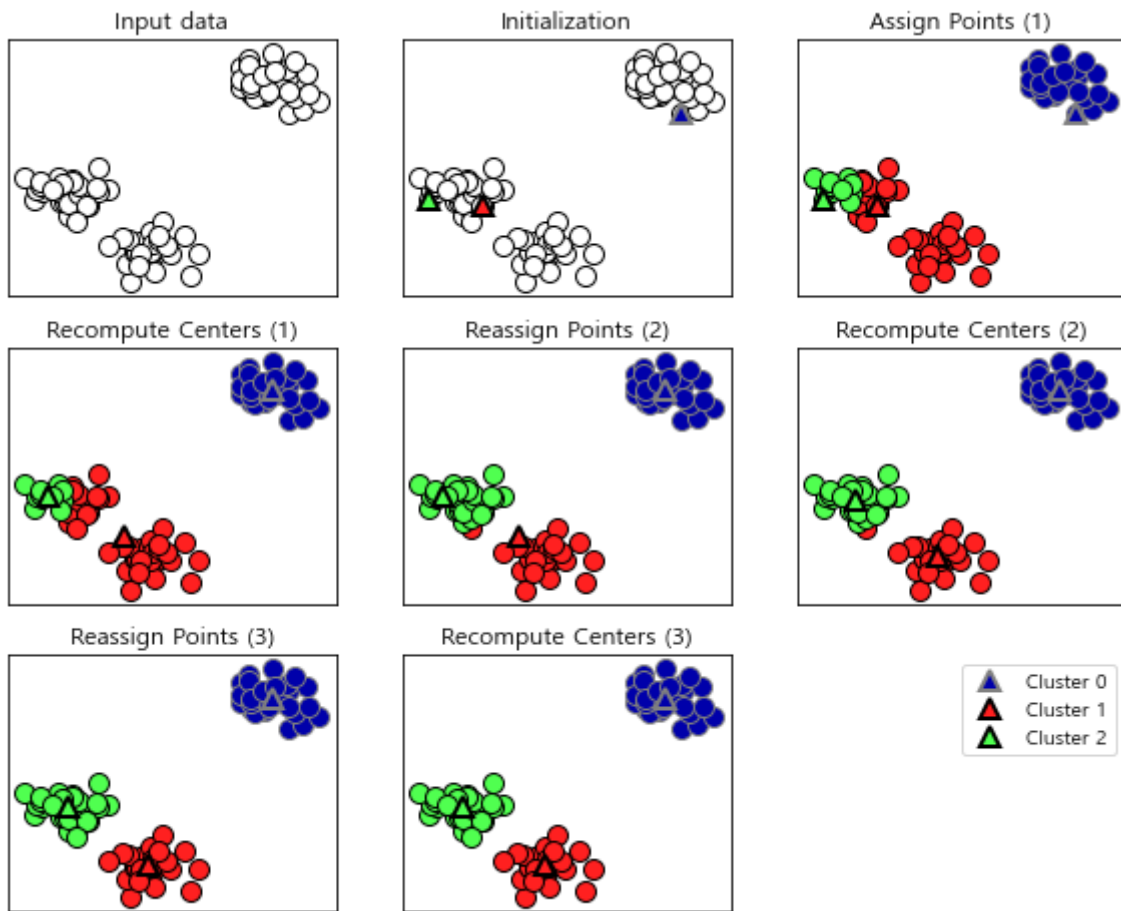 Input data
Initialization
Assign Points (1)
Recompute Centers (1)
Reassign Points (2)
Recompute Centers (2)
Reassign Points (3)
Recompute Centers (3)
Cluster 0
Cluster 1
Cluster 2